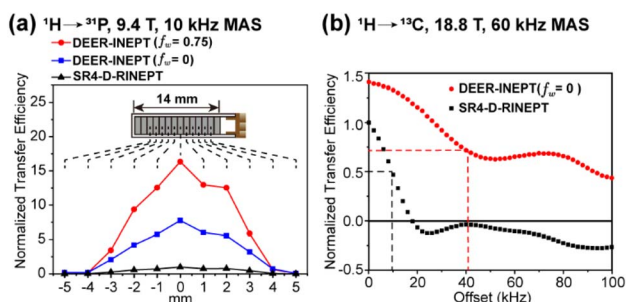 (a) ¹H→³¹P, 9.4 T, 10 kHz MAS
DEER-INEPT (f_w = 0.75)
DEER-INEPT (f_w = 0)
SR4-D-RINEPT
14 mm
Normalized Transfer Efficiency
25
20
15
10
5
0
-5 -4 -3 -2 -1 0 1 2 3 4 5
mm
(b) ¹H→¹³C, 18.8 T, 60 kHz MAS
DEER-INEPT(f_w = 0 )
SR4-D-RINEPT
Normalized Transfer Efficiency
1.5
1.0
0.5
0.0
-0.5
0 20 40 60 80 100
Offset (kHz)